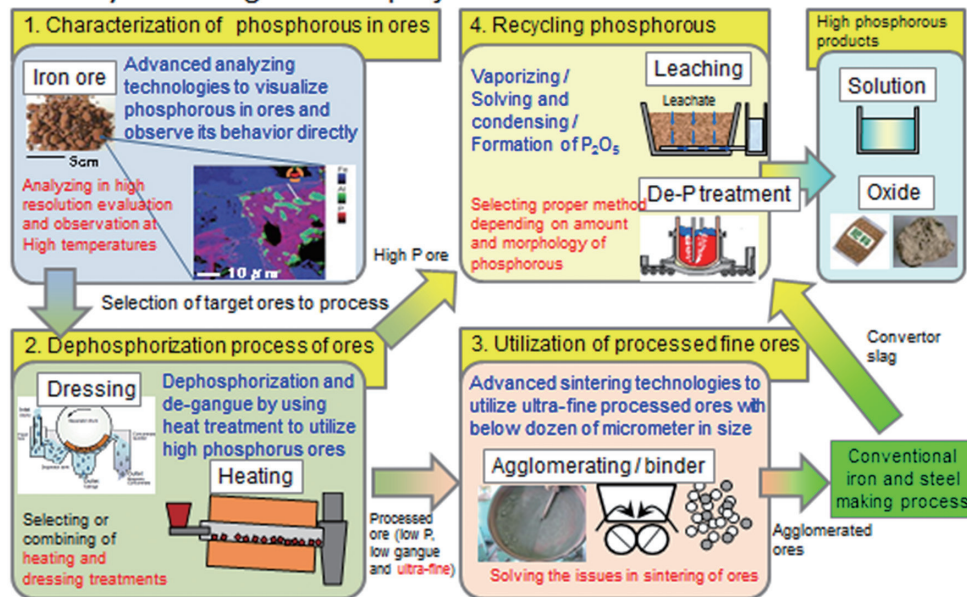 1. Characterization of phosphorous in ores
Iron ore
Advanced analyzing
technologies to visualize
phosphorous in ores and
observe its behavior directly
5cm
Analyzing in high
resolution evaluation
and observation at
High temperatures
Fe
Al
P
10 μm
Selection of target ores to process
High P ore
2. Dephosphorization process of ores
Dressing
Dephosphorization and
de-gangue by using
heat treatment to utilize
high phosphorus ores
Heating
Selecting or
combining of
heating and
dressing treatments
Processed
ore (low P,
low gangue
and ultra-fine)
3. Utilization of processed fine ores
Advanced sintering technologies to
utilize ultra-fine processed ores with
below dozen of micrometer in size
Agglomerating / binder
Solving the issues in sintering of ores
Agglomerated
ores
Conventional
iron and steel
making process
Convertor
slag
4. Recycling phosphorous
Vaporizing /
Solving and
condensing /
Formation of P₂O₅
Leaching
Leachate
Selecting proper method
depending on amount
and morphology of
phosphorous
De-P treatment
High phosphorous
products
Solution
Oxide
肥料